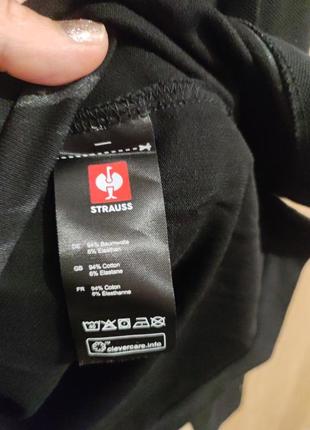 STRAUSS
DE 94% Baumwolle
6% Elasthan
GB 94% Cotton
6% Elastane
FR 94% Coton
6% Elasthanne
clevercare.info